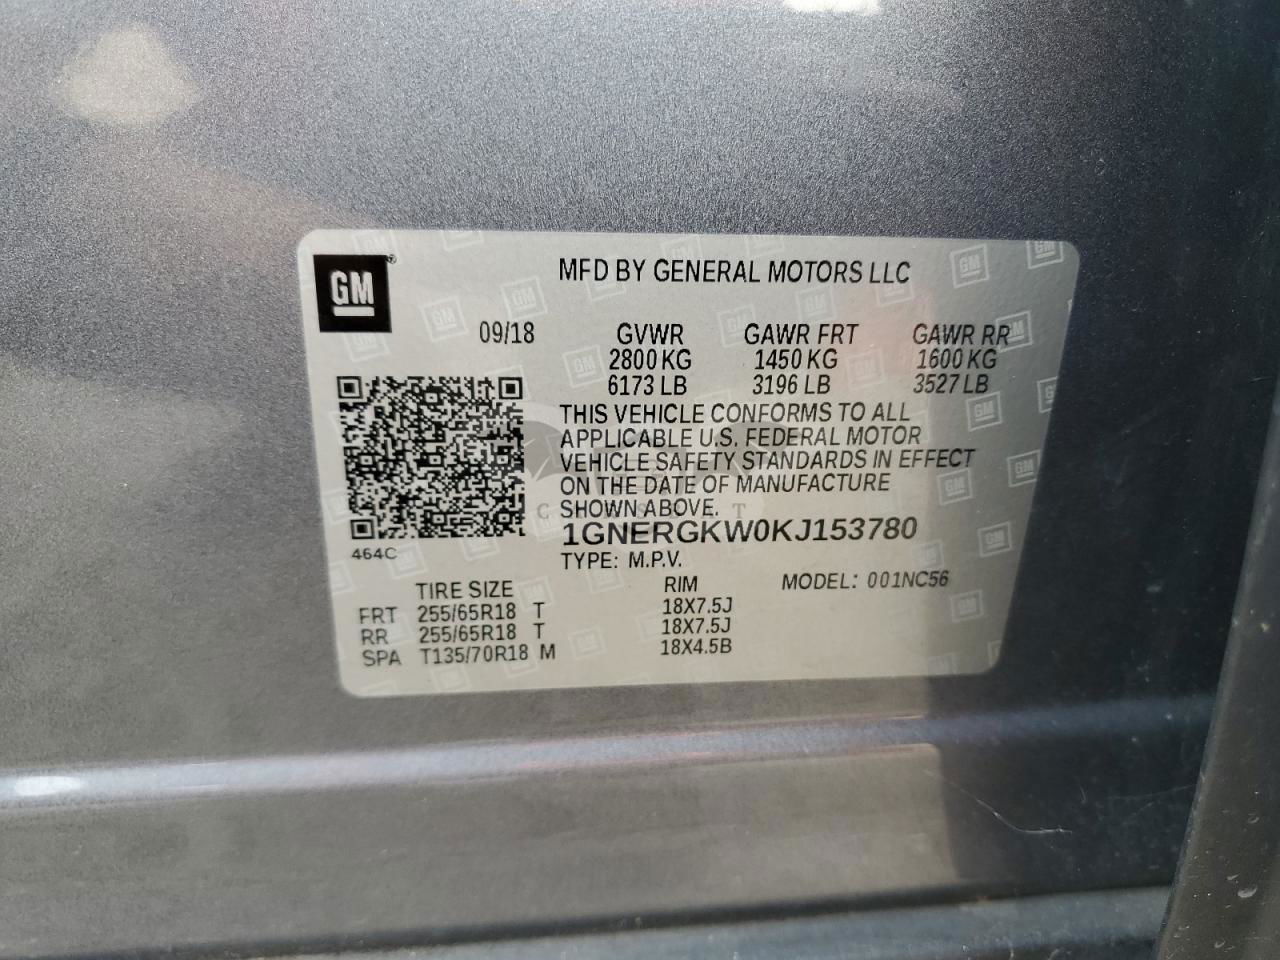 GM
MFD BY GENERAL MOTORS LLC
09/18 GVWR GAWR FRT GAWR RR
2800 KG 1450 KG 1600 KG
6173 LB 3196 LB 3527 LB
THIS VEHICLE CONFORMS TO ALL
APPLICABLE U.S. FEDERAL MOTOR
VEHICLE SAFETY STANDARDS IN EFFECT
ON THE DATE OF MANUFACTURE
SHOWN ABOVE.
1GNERGKW0KJ153780
464C
TYPE: M.P.V.
TIRE SIZE RIM MODEL: 001NC56
FRT 255/65R18 T 18X7.5J
RR 255/65R18 T 18X7.5J
SPA T135/70R18 M 18X4.5B